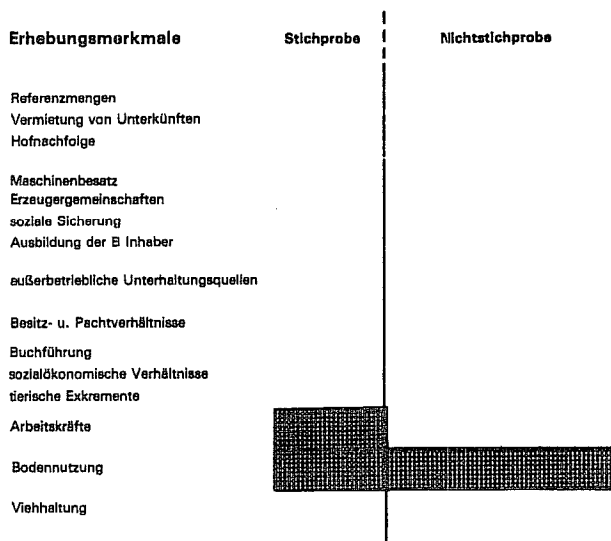 Erhebungsmerkmale Stichprobe Nichtstichprobe
Referenzmengen
Vermietung von Unterkünften
Hofnachfolge
Maschinenbesatz
Erzeugergemeinschaften
soziale Sicherung
Ausbildung der B Inhaber
außerbetriebliche Unterhaltungsquellen
Besitz- u. Pachtverhältnisse
Buchführung
sozialökonomische Verhältnisse
tierische Exkremente
Arbeitskräfte
Bodennutzung
Viehhaltung